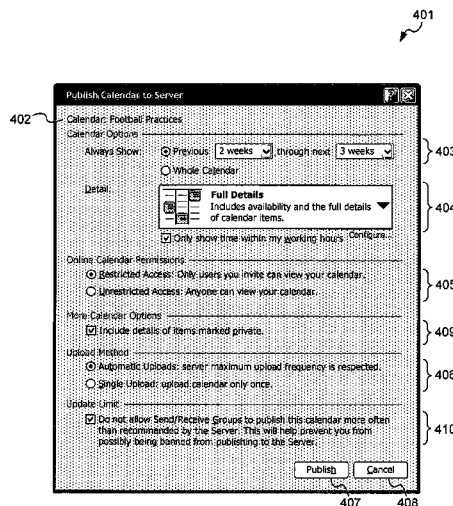 401
Publish Calendar to Server
402
Calendar: Football Practices
Calendar Options
Always Show: Previous 2 weeks through next 3 weeks
403
Whole Calendar
Detail:
Full Details
Includes availability and the full details
of calendar items.
404
Only show time within my working hours Configure...
Online Calendar Permissions
Restricted Access: Only users you invite can view your calendar.
405
Unrestricted Access: Anyone can view your calendar.
More Calendar Options
Include details of items marked private.
409
Upload Method
Automatic Uploads: server maximum upload frequency is respected.
406
Single Upload: upload calendar only once.
Update Limit
Do not allow Send/Receive Groups to publish this calendar more often
than recommended by the Server. This will help prevent you from
possibly being banned from publishing to the Server.
410
Publish Cancel
407 408